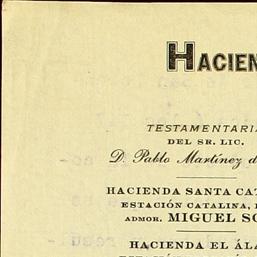 HACIEN
TESTAMENTARI
DEL SR. LIC.
D. Pablo Martínez d
HACIENDA SANTA CAT
ESTACIÓN CATALINA,
ADMOR. MIGUEL SO
HACIENDA EL ÁLA